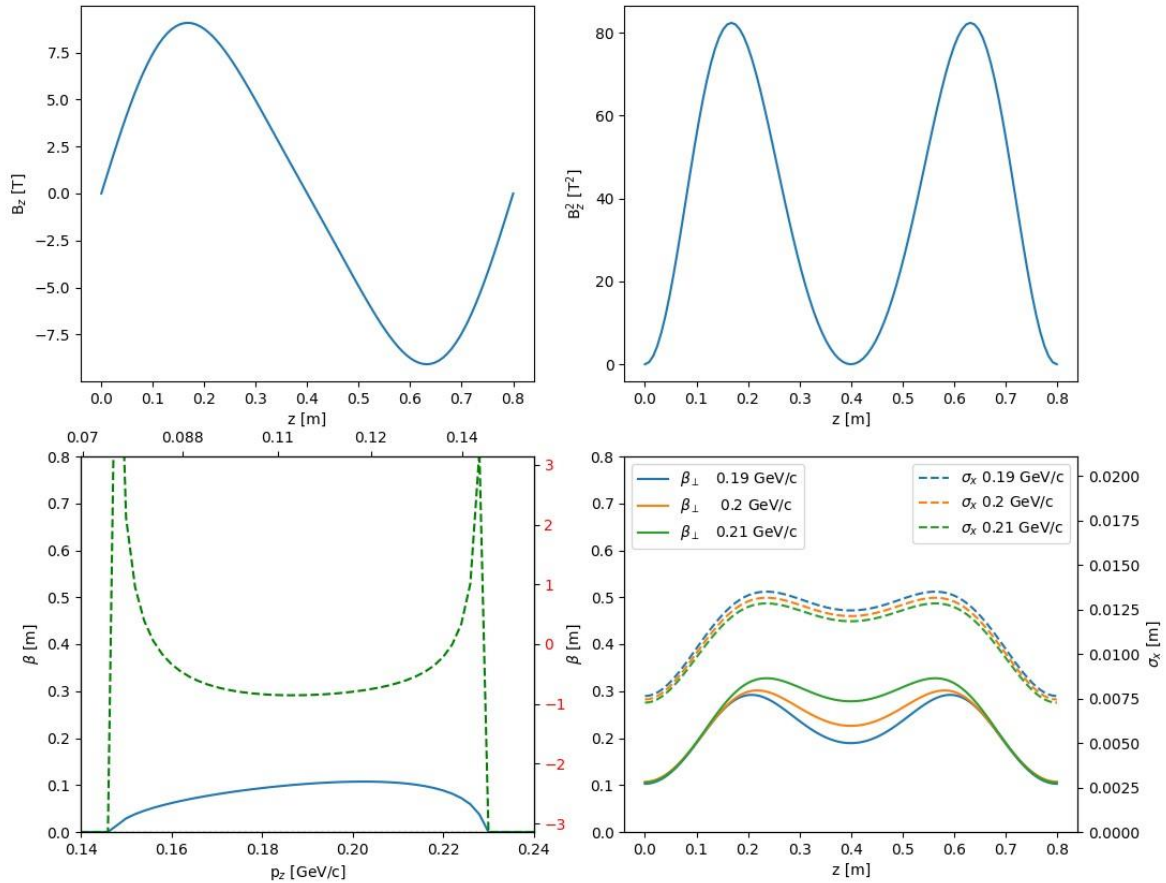 7.5
5.0
2.5
0.0
−2.5
−5.0
−7.5
B_z [T]
0.0 0.1 0.2 0.3 0.4 0.5 0.6 0.7 0.8
z [m]
80
60
40
20
0
B_z^2 [T^2]
0.0 0.1 0.2 0.3 0.4 0.5 0.6 0.7 0.8
z [m]
0.07 0.088 0.11 0.12 0.14
0.8
0.7
0.6
0.5
0.4
0.3
0.2
0.1
0.0
β [m]
3
2
1
0
−1
−2
−3
β [m]
0.14 0.16 0.18 0.20 0.22 0.24
p_z [GeV/c]
0.8
0.7
0.6
0.5
0.4
0.3
0.2
0.1
0.0
β⊥ 0.19 GeV/c
β⊥ 0.2 GeV/c
β⊥ 0.21 GeV/c
σ_x 0.19 GeV/c
σ_x 0.2 GeV/c
σ_x 0.21 GeV/c
0.0200
0.0175
0.0150
0.0125
0.0100
0.0075
0.0050
0.0025
0.0000
σ_x [m]
0.0 0.1 0.2 0.3 0.4 0.5 0.6 0.7 0.8
z [m]